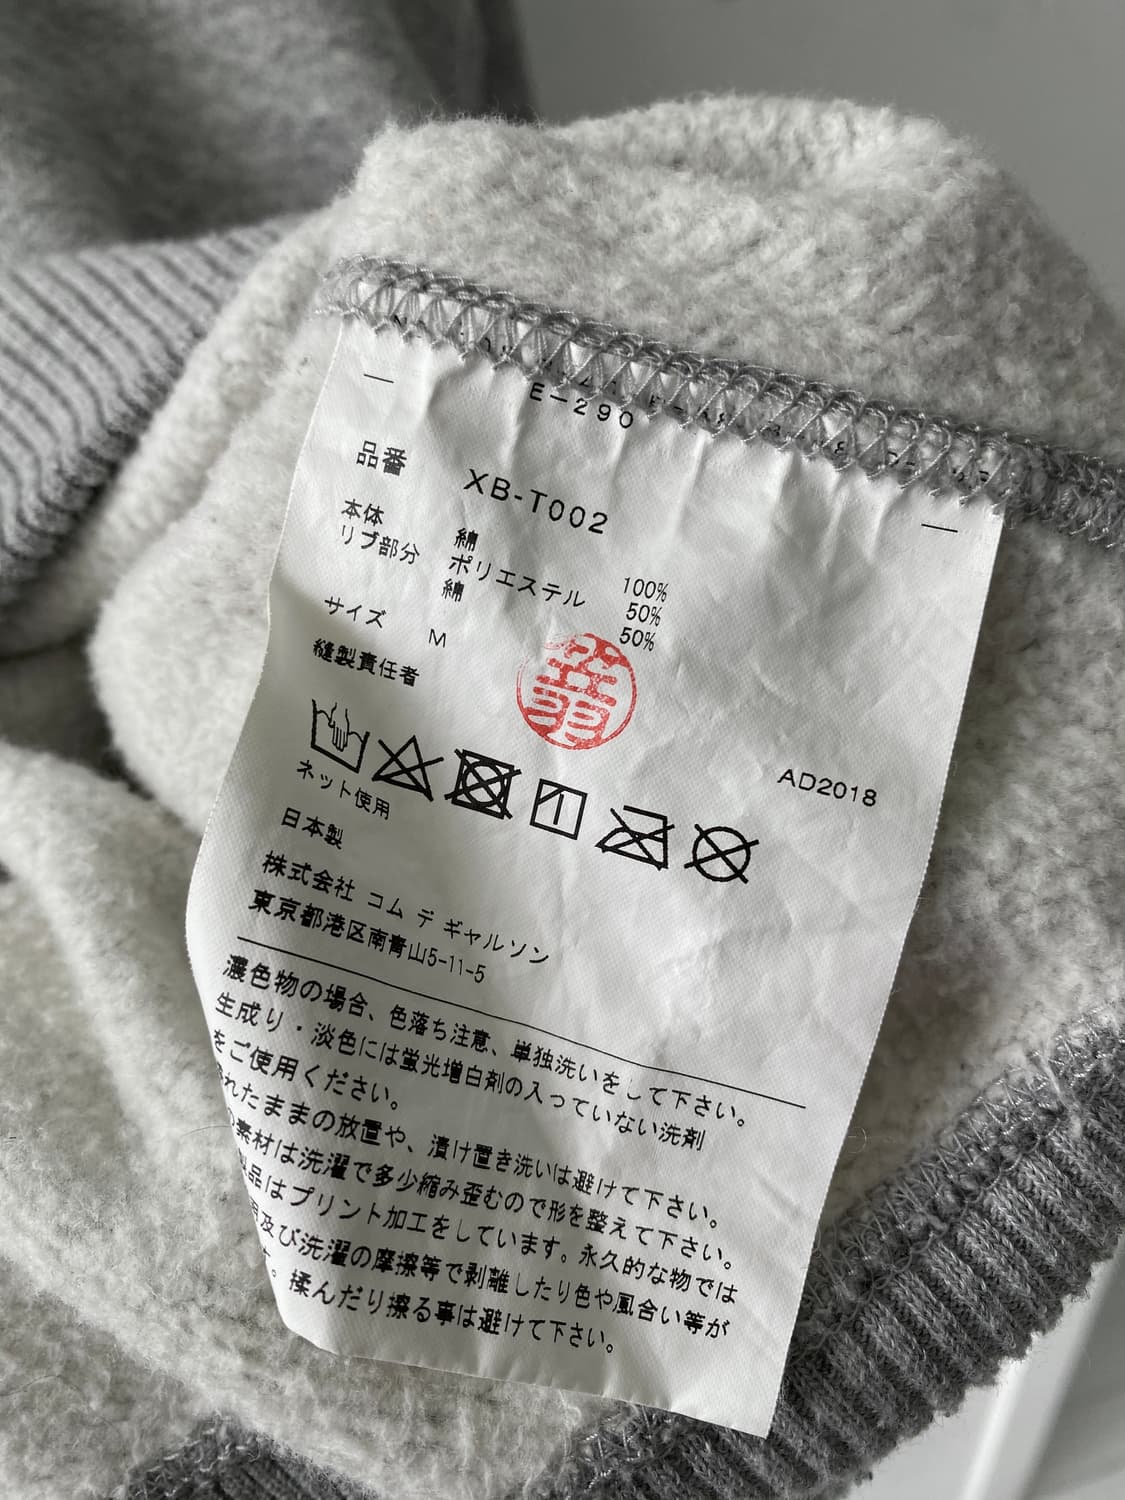 E-290
品番 XB-T002
本体 綿 100%
リブ部分 ポリエステル 50%
綿 50%
サイズ M
縫製責任者
AD2018
ネット使用
日本製
株式会社 コム デ ギャルソン
東京都港区南青山5-11-5
濃色物の場合、色落ち注意、単独洗いをして下さい。
生成り・淡色には蛍光増白剤の入っていない洗剤
をご使用ください。
れたままの放置や、漬け置き洗いは避けて下さい。
素材は洗濯で多少縮み歪むので形を整えて下さい。
品はプリント加工をしています。永久的な物では
及び洗濯の摩擦等で剥離したり色や風合い等が
。揉んだり擦る事は避けて下さい。